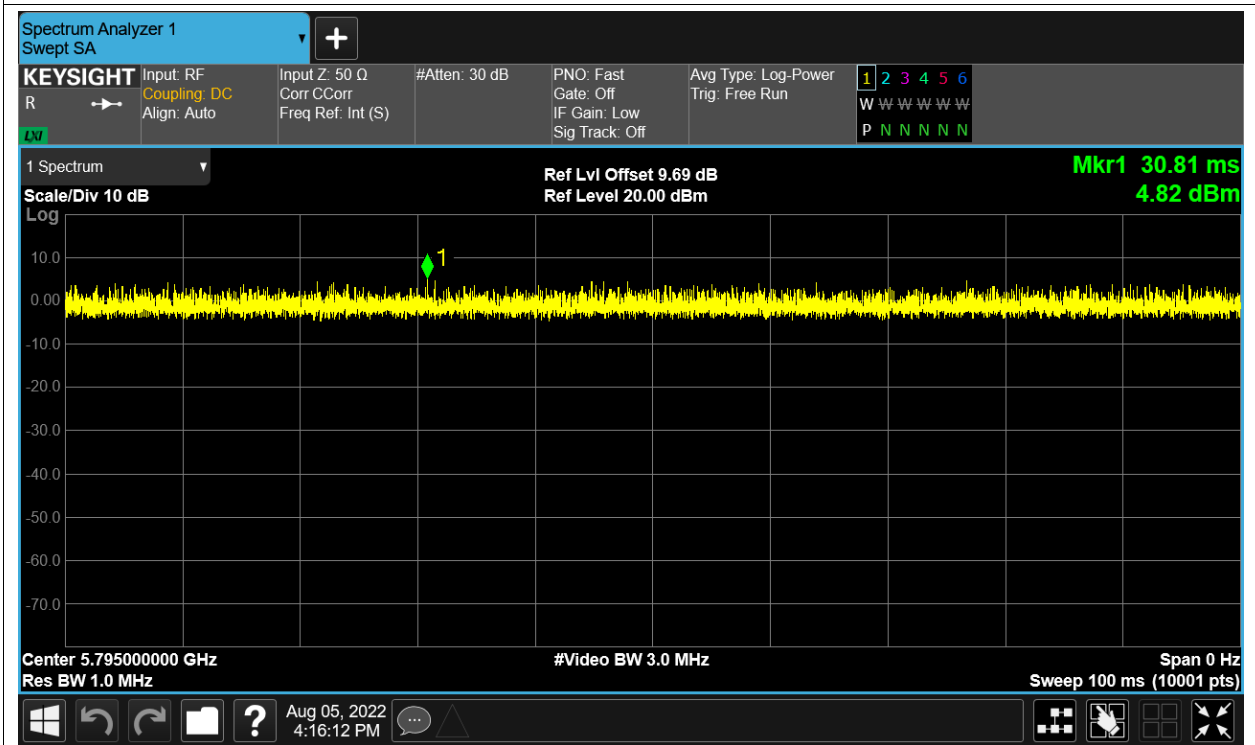 Spectrum Analyzer 1
Swept SA
KEYSIGHT
R
LXI
Input: RF
Coupling: DC
Align: Auto
Input Z: 50 Ω
Corr CCorr
Freq Ref: Int (S)
#Atten: 30 dB
PNO: Fast
Gate: Off
IF Gain: Low
Sig Track: Off
Avg Type: Log-Power
Trig: Free Run
1 2 3 4 5 6
W W W W W W
P N N N N N
1 Spectrum
Scale/Div 10 dB
Log
Ref Lvl Offset 9.69 dB
Ref Level 20.00 dBm
Mkr1 30.81 ms
4.82 dBm
1
10.0
0.00
-10.0
-20.0
-30.0
-40.0
-50.0
-60.0
-70.0
Center 5.795000000 GHz
Res BW 1.0 MHz
#Video BW 3.0 MHz
Span 0 Hz
Sweep 100 ms (10001 pts)
?
Aug 05, 2022
4:16:12 PM